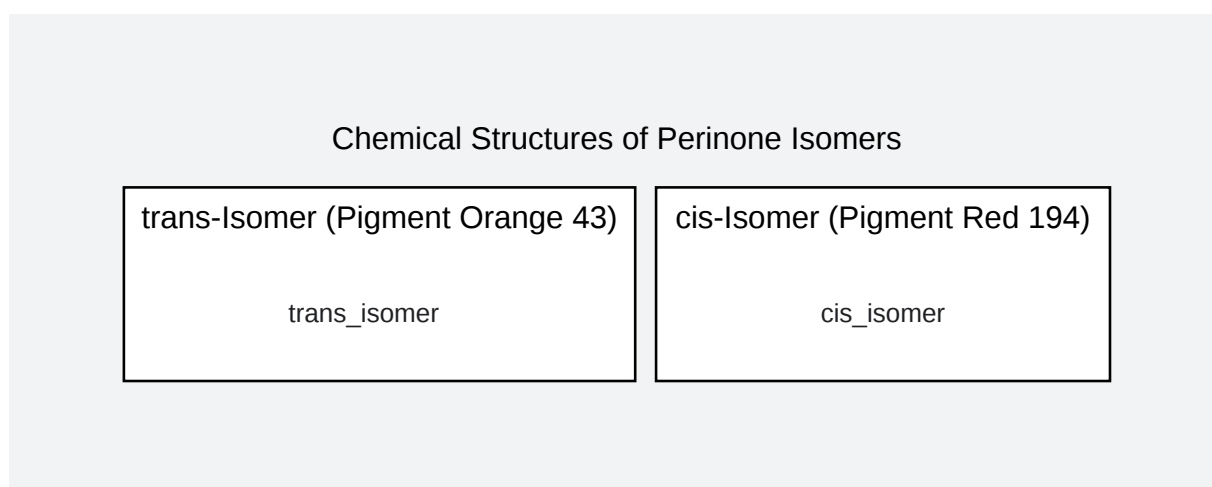 Chemical Structures of Perinone Isomers
trans-Isomer (Pigment Orange 43)
trans_isomer
cis-Isomer (Pigment Red 194)
cis_isomer